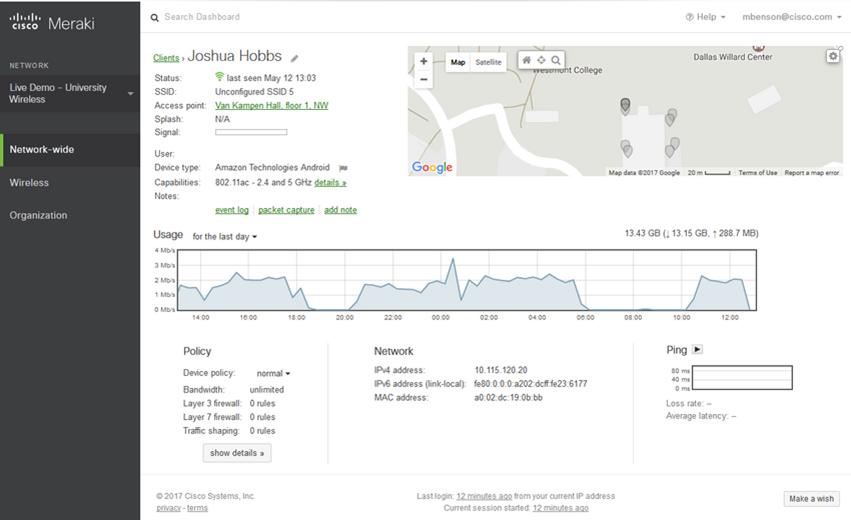 CISCO Meraki
Search Dashboard
Help
mbenson@cisco.com
NETWORK
Live Demo – University Wireless
Network-wide
Wireless
Organization
Clients › Joshua Hobbs
Status: last seen May 12 13:03
SSID: Unconfigured SSID 5
Access point: Van Kampen Hall, floor 1, NW
Splash: N/A
Signal:
User:
Device type: Amazon Technologies Android
Capabilities: 802.11ac - 2.4 and 5 GHz details »
Notes:
event log packet capture add note
+
−
Map Satellite
Westmont College
Dallas Willard Center
Google
Map data ©2017 Google 20 m Terms of Use Report a map error
Usage for the last day
13.43 GB (↓ 13.15 GB, ↑ 288.7 MB)
4 Mb/s
3 Mb/s
2 Mb/s
1 Mb/s
0 Mb/s
14:00 16:00 18:00 20:00 22:00 00:00 02:00 04:00 06:00 08:00 10:00 12:00
Policy
Device policy: normal
Bandwidth: unlimited
Layer 3 firewall: 0 rules
Layer 7 firewall: 0 rules
Traffic shaping: 0 rules
show details »
Network
IPv4 address: 10.115.120.20
IPv6 address (link-local): fe80:0:0:0:a202:dcff:fe23:6177
MAC address: a0:02:dc:19:0b:bb
Ping
80 ms
40 ms
0 ms
Loss rate: –
Average latency: –
© 2017 Cisco Systems, Inc.
privacy - terms
Last login: 12 minutes ago from your current IP address
Current session started: 12 minutes ago
Make a wish